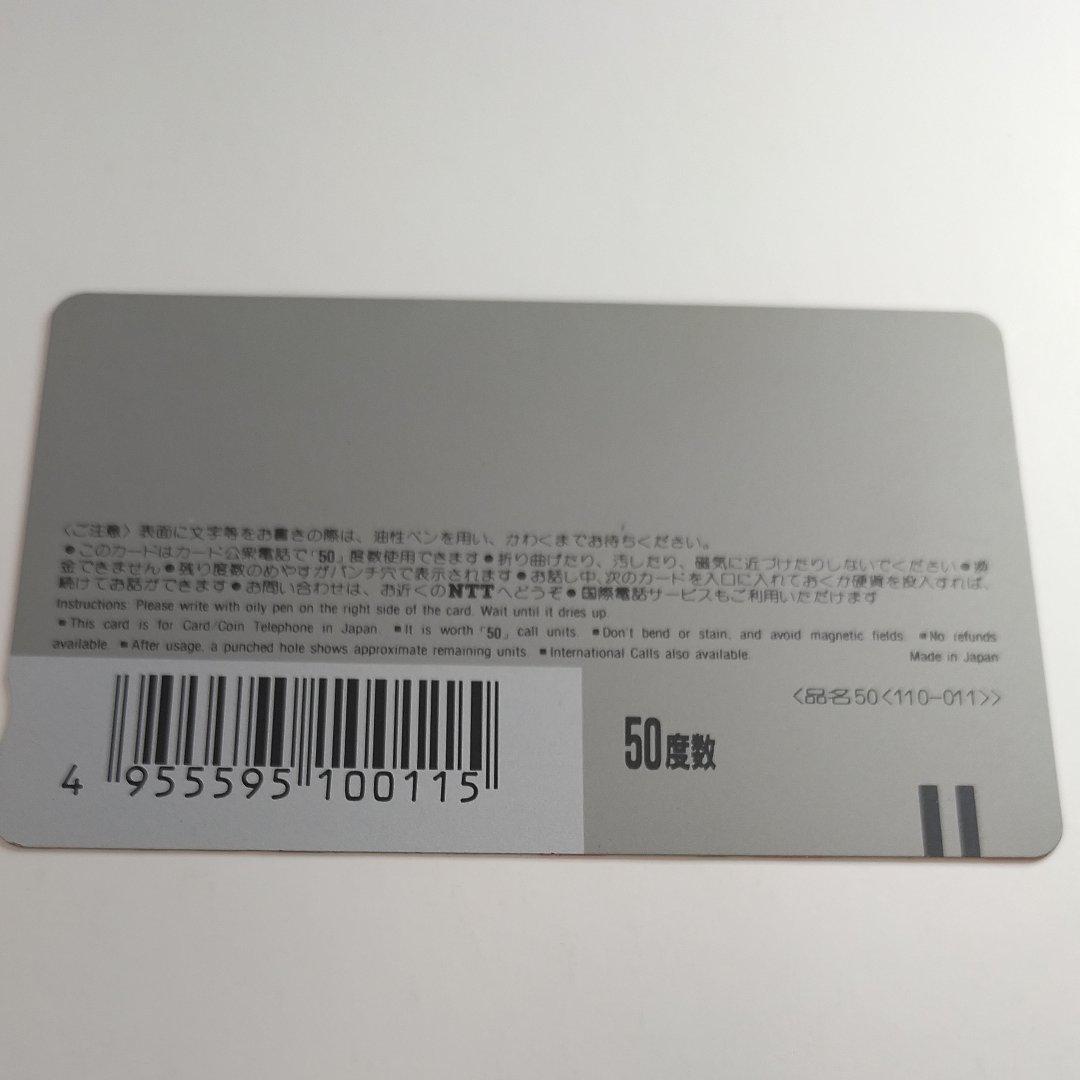 〈ご注意〉表面に文字等をお書きの際は、油性ペンを用い、かわくまでお待ちください。
●このカードはカード公衆電話で「50」度数使用できます●折り曲げたり、汚したり、磁気に近づけたりしないでください●換
金できません●残り度数のめやすがパンチ穴で表示されます●お話し中、次のカードを入口に入れておくか硬貨を投入すれば、
続けてお話ができます●お問い合わせは、お近くのNTTへどうぞ●国際電話サービスもご利用いただけます
Instructions: Please write with oily pen on the right side of the card. Wait until it dries up.
■This card is for Card/Coin Telephone in Japan. ■It is worth「50」call units. ■Don't bend or stain, and avoid magnetic fields. ■No refunds
available. ■After usage, a punched hole shows approximate remaining units. ■International Calls also available. Made in Japan
〈品名50〈110-011〉〉
50度数
4 955595 100115